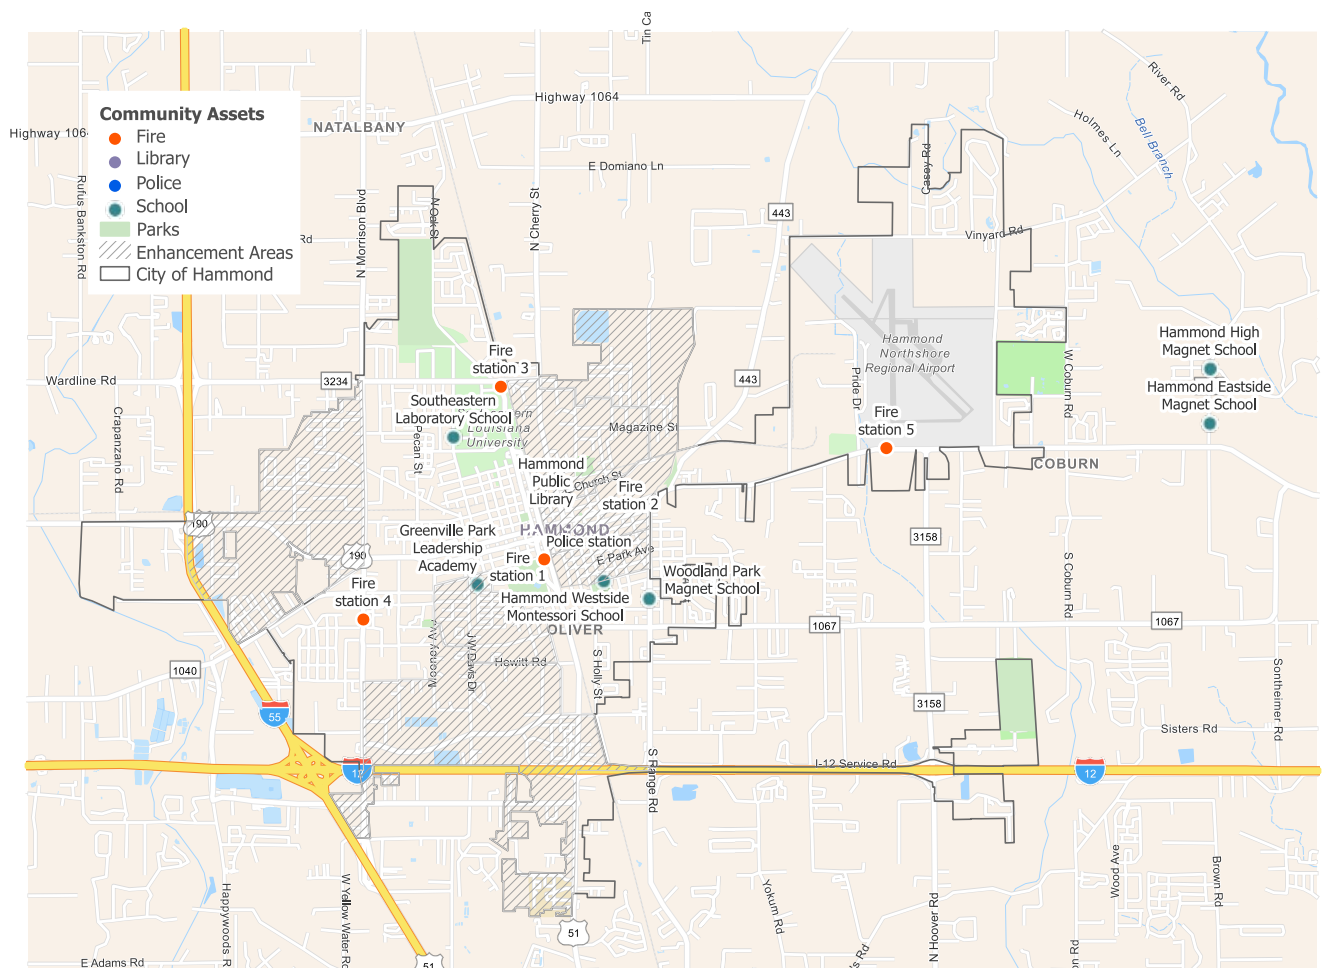 Tin Ca
Highway 1064
River Rd
Community Assets
Fire
Library
Police
School
Parks
Enhancement Areas
City of Hammond
Highway 106
NATALBANY
Holmes Ln
Bell Branch
E Domiano Ln
Casey Rd
Rufus Bankston Rd
N Morrison Blvd
N Oak St
N Cherry St
443
Vinyard Rd
Rd
Hammond
Northshore
Regional Airport
Hammond High
Magnet School
Hammond Eastside
Magnet School
Fire
station 3
Wardline Rd
3234
443
Pride Dr
W Coburn Rd
Southeastern
Laboratory School
Louisiana
University
Magazine St
Fire
station 5
Crapanzano Rd
Pecan St
COBURN
Hammond
Public
Library
Church St
Fire
station 2
190
HAMMOND
Greenville Park
Leadership
Academy
Police station
E Park Ave
3158
190
Fire
station 1
Woodland Park
Magnet School
Fire
station 4
Hammond Westside
Montessori School
OLIVER
S Coburn Rd
1067
1067
J W Davis Dr
Hewitt Rd
S Holly St
1040
Sontheimer Rd
55
3158
Sisters Rd
12
I-12 Service Rd
12
S Range Rd
W Yellow Water Rd
Happywoods R
Yokum Rd
N Hoover Rd
Wood Ave
Brown Rd
51
51
E Adams Rd
s Rd
on Rd